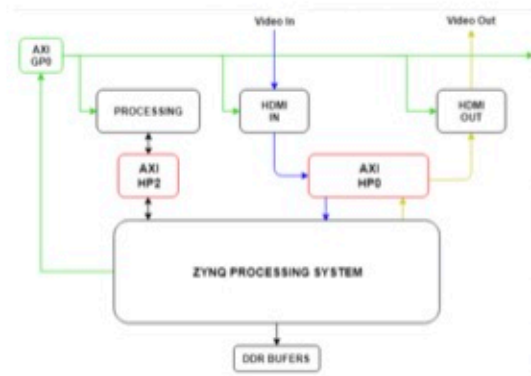 Video In
Video Out
AXI
GP0
PROCESSING
HDMI
IN
HDMI
OUT
AXI
HP2
AXI
HP0
ZYNQ PROCESSING SYSTEM
DDR BUFERS